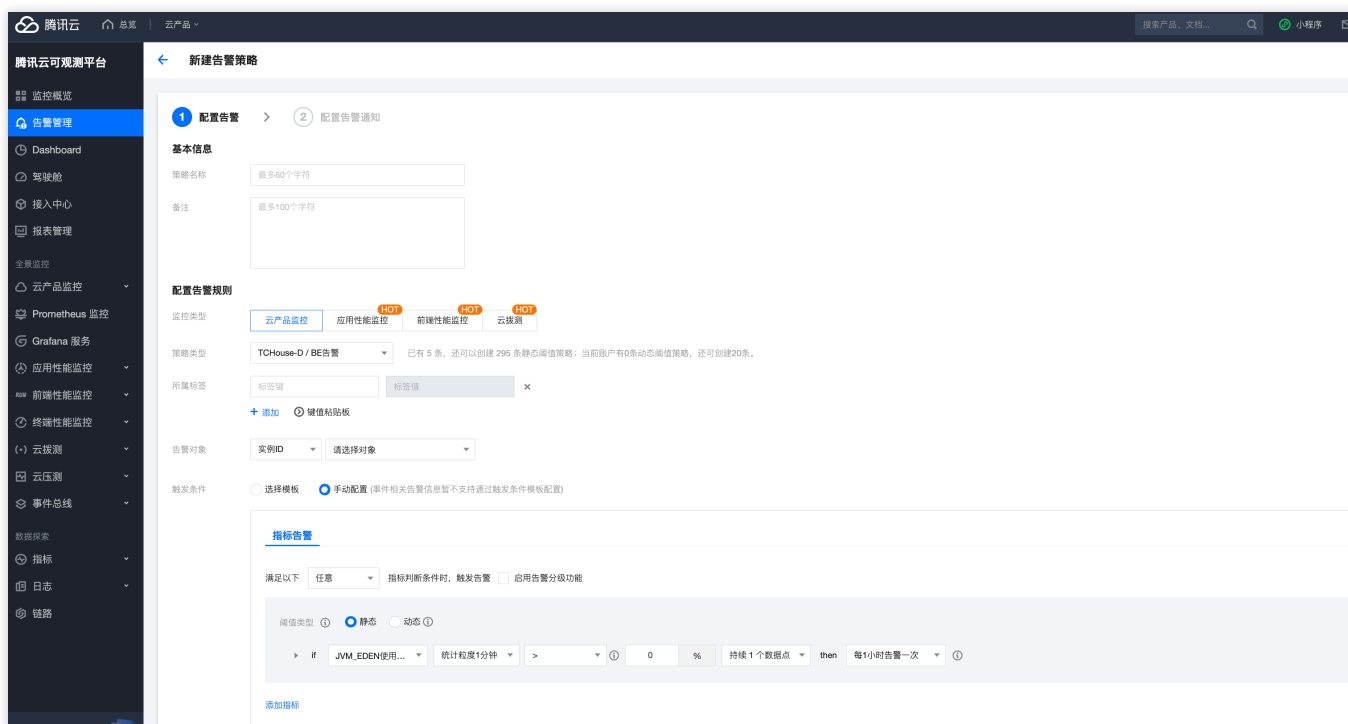 腾讯云 总览 云产品 搜索产品、文档... 小程序
腾讯云可观测平台
监控概览
告警管理
Dashboard
驾驶舱
接入中心
报表管理
全景监控
云产品监控
Prometheus 监控
Grafana 服务
应用性能监控
RUM 前端性能监控
终端性能监控
云拨测
云压测
事件总线
数据探索
指标
日志
链路
新建告警策略
1 配置告警 2 配置告警通知
基本信息
策略名称 最多60个字符
备注 最多100个字符
配置告警规则
监控类型 云产品监控 应用性能监控 HOT 前端性能监控 HOT 云拨测 HOT
策略类型 TCHouse-D / BE告警 已有 5 条，还可以创建 295 条静态阈值策略；当前账户有0条动态阈值策略，还可创建20条。
所属标签 标签键 标签值 ×
+ 添加 键值粘贴板
告警对象 实例ID 请选择对象
触发条件 选择模板 手动配置 (事件相关告警信息暂不支持通过触发条件模板配置)
指标告警
满足以下 任意 指标判断条件时，触发告警 启用告警分级功能
阈值类型 静态 动态
if JVM_EDEN使用... 统计粒度1分钟 > 0 % 持续 1 个数据点 then 每1小时告警一次
添加指标